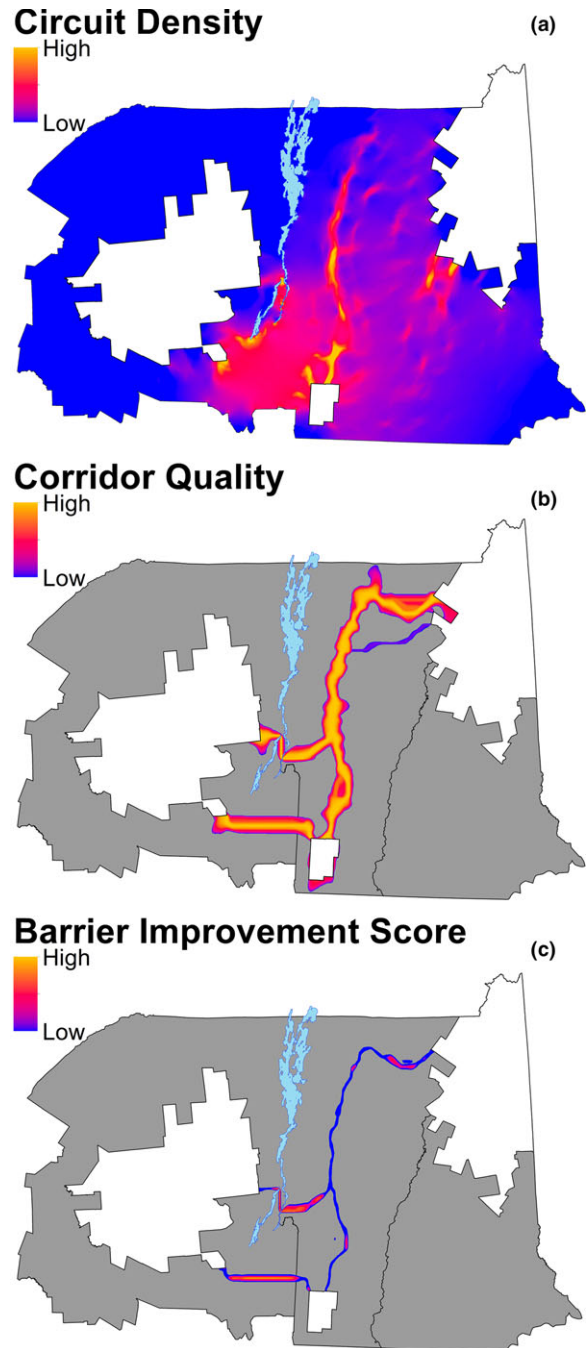 Circuit Density
(a)
High
Low
Corridor Quality
(b)
High
Low
Barrier Improvement Score
(c)
High
Low